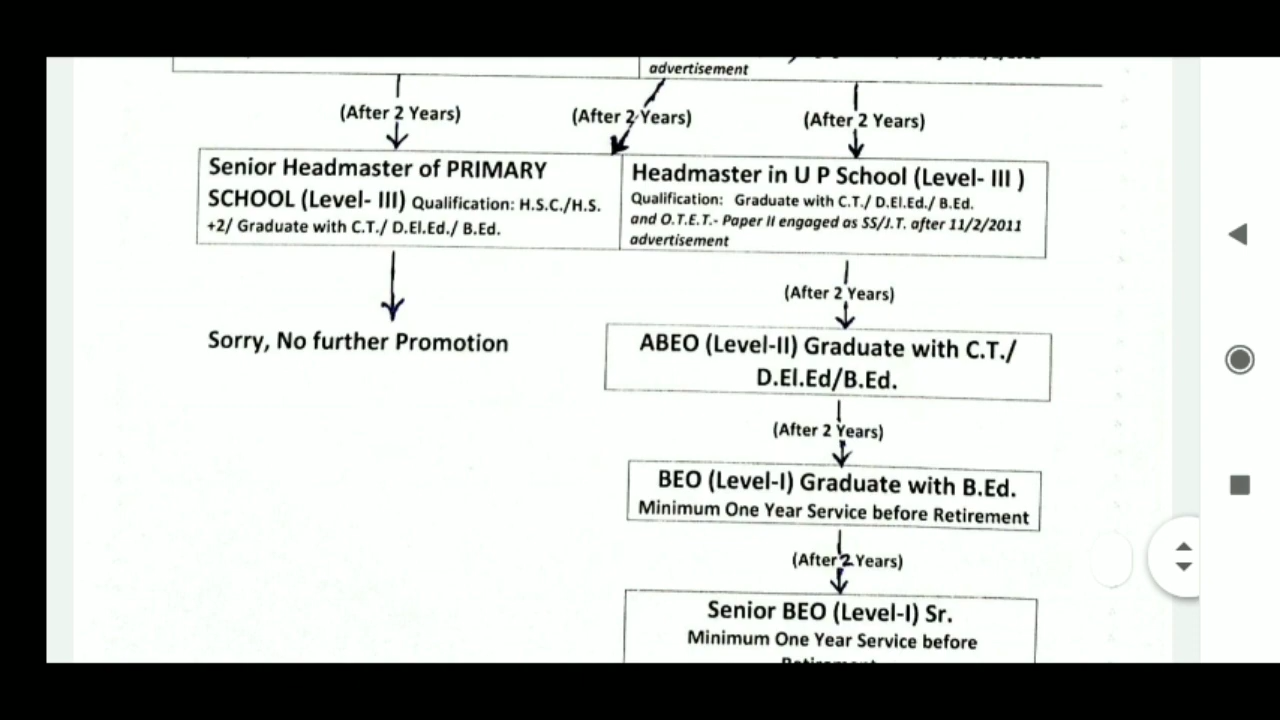 advertisement
(After 2 Years)
(After 2 Years)
(After 2 Years)
Senior Headmaster of PRIMARY
SCHOOL (Level- III) Qualification: H.S.C./H.S.
+2/ Graduate with C.T./ D.El.Ed./ B.Ed.
Headmaster in U P School (Level- III )
Qualification: Graduate with C.T./ D.El.Ed./ B.Ed.
and O.T.E.T.- Paper II engaged as SS/J.T. after 11/2/2011
advertisement
(After 2 Years)
Sorry, No further Promotion
ABEO (Level-II) Graduate with C.T./
D.El.Ed/B.Ed.
(After 2 Years)
BEO (Level-I) Graduate with B.Ed.
Minimum One Year Service before Retirement
(After 2 Years)
Senior BEO (Level-I) Sr.
Minimum One Year Service before